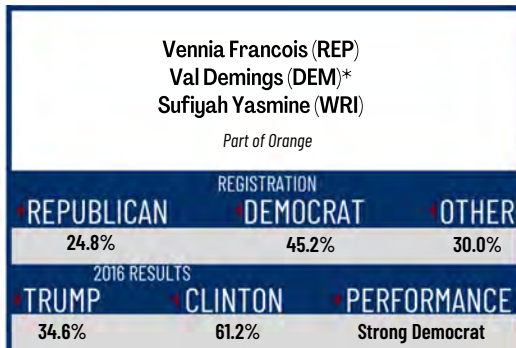 Vennia Francois (REP)
Val Demings (DEM)*
Sufiyah Yasmine (WRI)
Part of Orange
REGISTRATION
REPUBLICAN DEMOCRAT OTHER
24.8% 45.2% 30.0%
2016 RESULTS
TRUMP CLINTON PERFORMANCE
34.6% 61.2% Strong Democrat